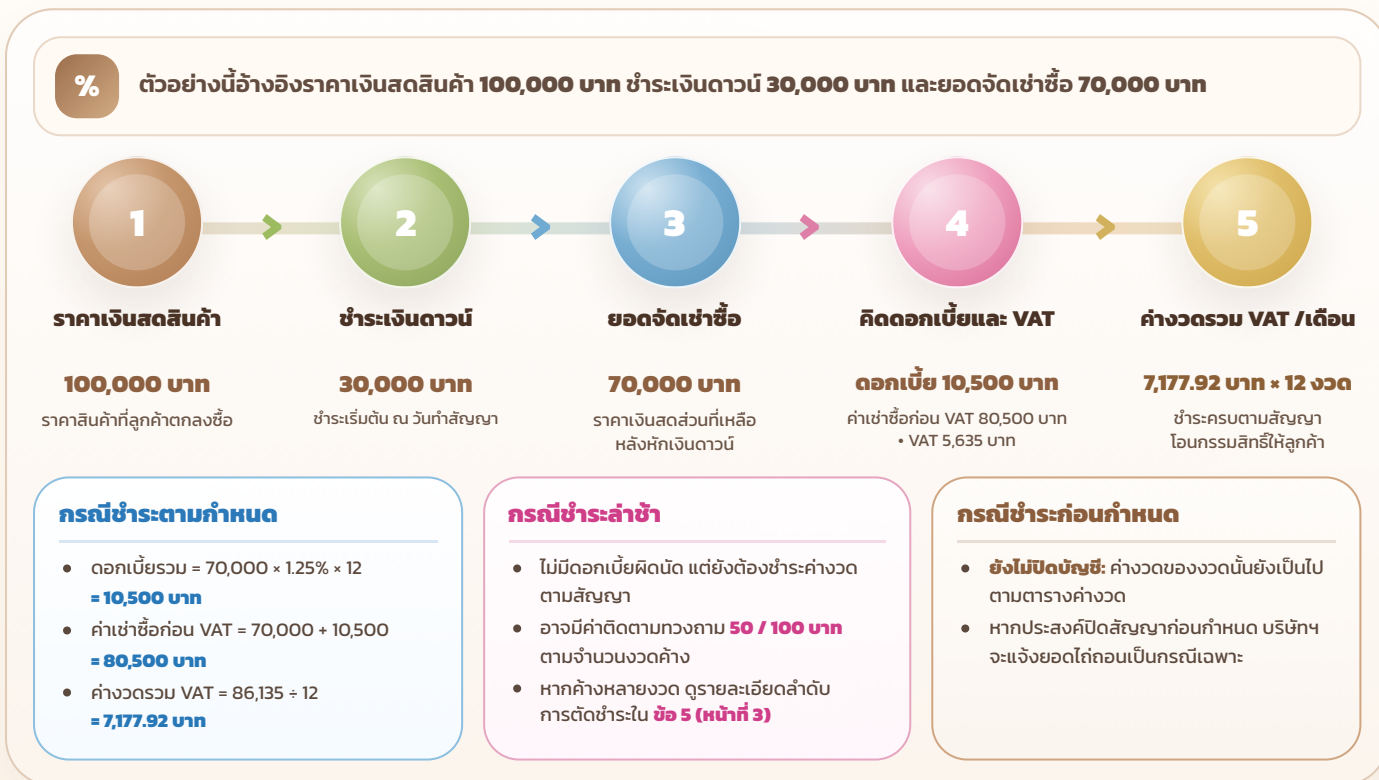 %
ตัวอย่างนี้อ้างอิงราคาเงินสดสินค้า 100,000 บาท ชำระเงินดาวน์ 30,000 บาท และยอดจัดเช่าซื้อ 70,000 บาท
1
2
3
4
5
ราคาเงินสดสินค้า
ชำระเงินดาวน์
ยอดจัดเช่าซื้อ
คิดดอกเบี้ยและ VAT
ค่างวดรวม VAT /เดือน
100,000 บาท
30,000 บาท
70,000 บาท
ดอกเบี้ย 10,500 บาท
7,177.92 บาท × 12 งวด
ราคาสินค้าที่ลูกค้าตกลงซื้อ
ชำระเริ่มต้น ณ วันทำสัญญา
ราคาเงินสดส่วนที่เหลือ
หลังหักเงินดาวน์
ค่าเช่าซื้อก่อน VAT 80,500 บาท
• VAT 5,635 บาท
ชำระครบตามสัญญา
โอนกรรมสิทธิ์ให้ลูกค้า
กรณีชำระตามกำหนด
• ดอกเบี้ยรวม = 70,000 × 1.25% × 12
= 10,500 บาท
• ค่าเช่าซื้อก่อน VAT = 70,000 + 10,500
= 80,500 บาท
• ค่างวดรวม VAT = 86,135 ÷ 12
= 7,177.92 บาท
กรณีชำระล่าช้า
• ไม่มีดอกเบี้ยผิดนัด แต่ยังต้องชำระค่างวด
ตามสัญญา
• อาจมีค่าติดตามทวงถาม 50 / 100 บาท
ตามจำนวนงวดค้าง
• หากค้างหลายงวด ดูรายละเอียดลำดับ
การตัดชำระใน ข้อ 5 (หน้าที่ 3)
กรณีชำระก่อนกำหนด
• ยังไม่ปิดบัญชี: ค่างวดของงวดนั้นยังเป็นไป
ตามตารางค่างวด
• หากประสงค์ปิดสัญญาก่อนกำหนด บริษัทฯ
จะแจ้งยอดไถ่ถอนเป็นกรณีเฉพาะ